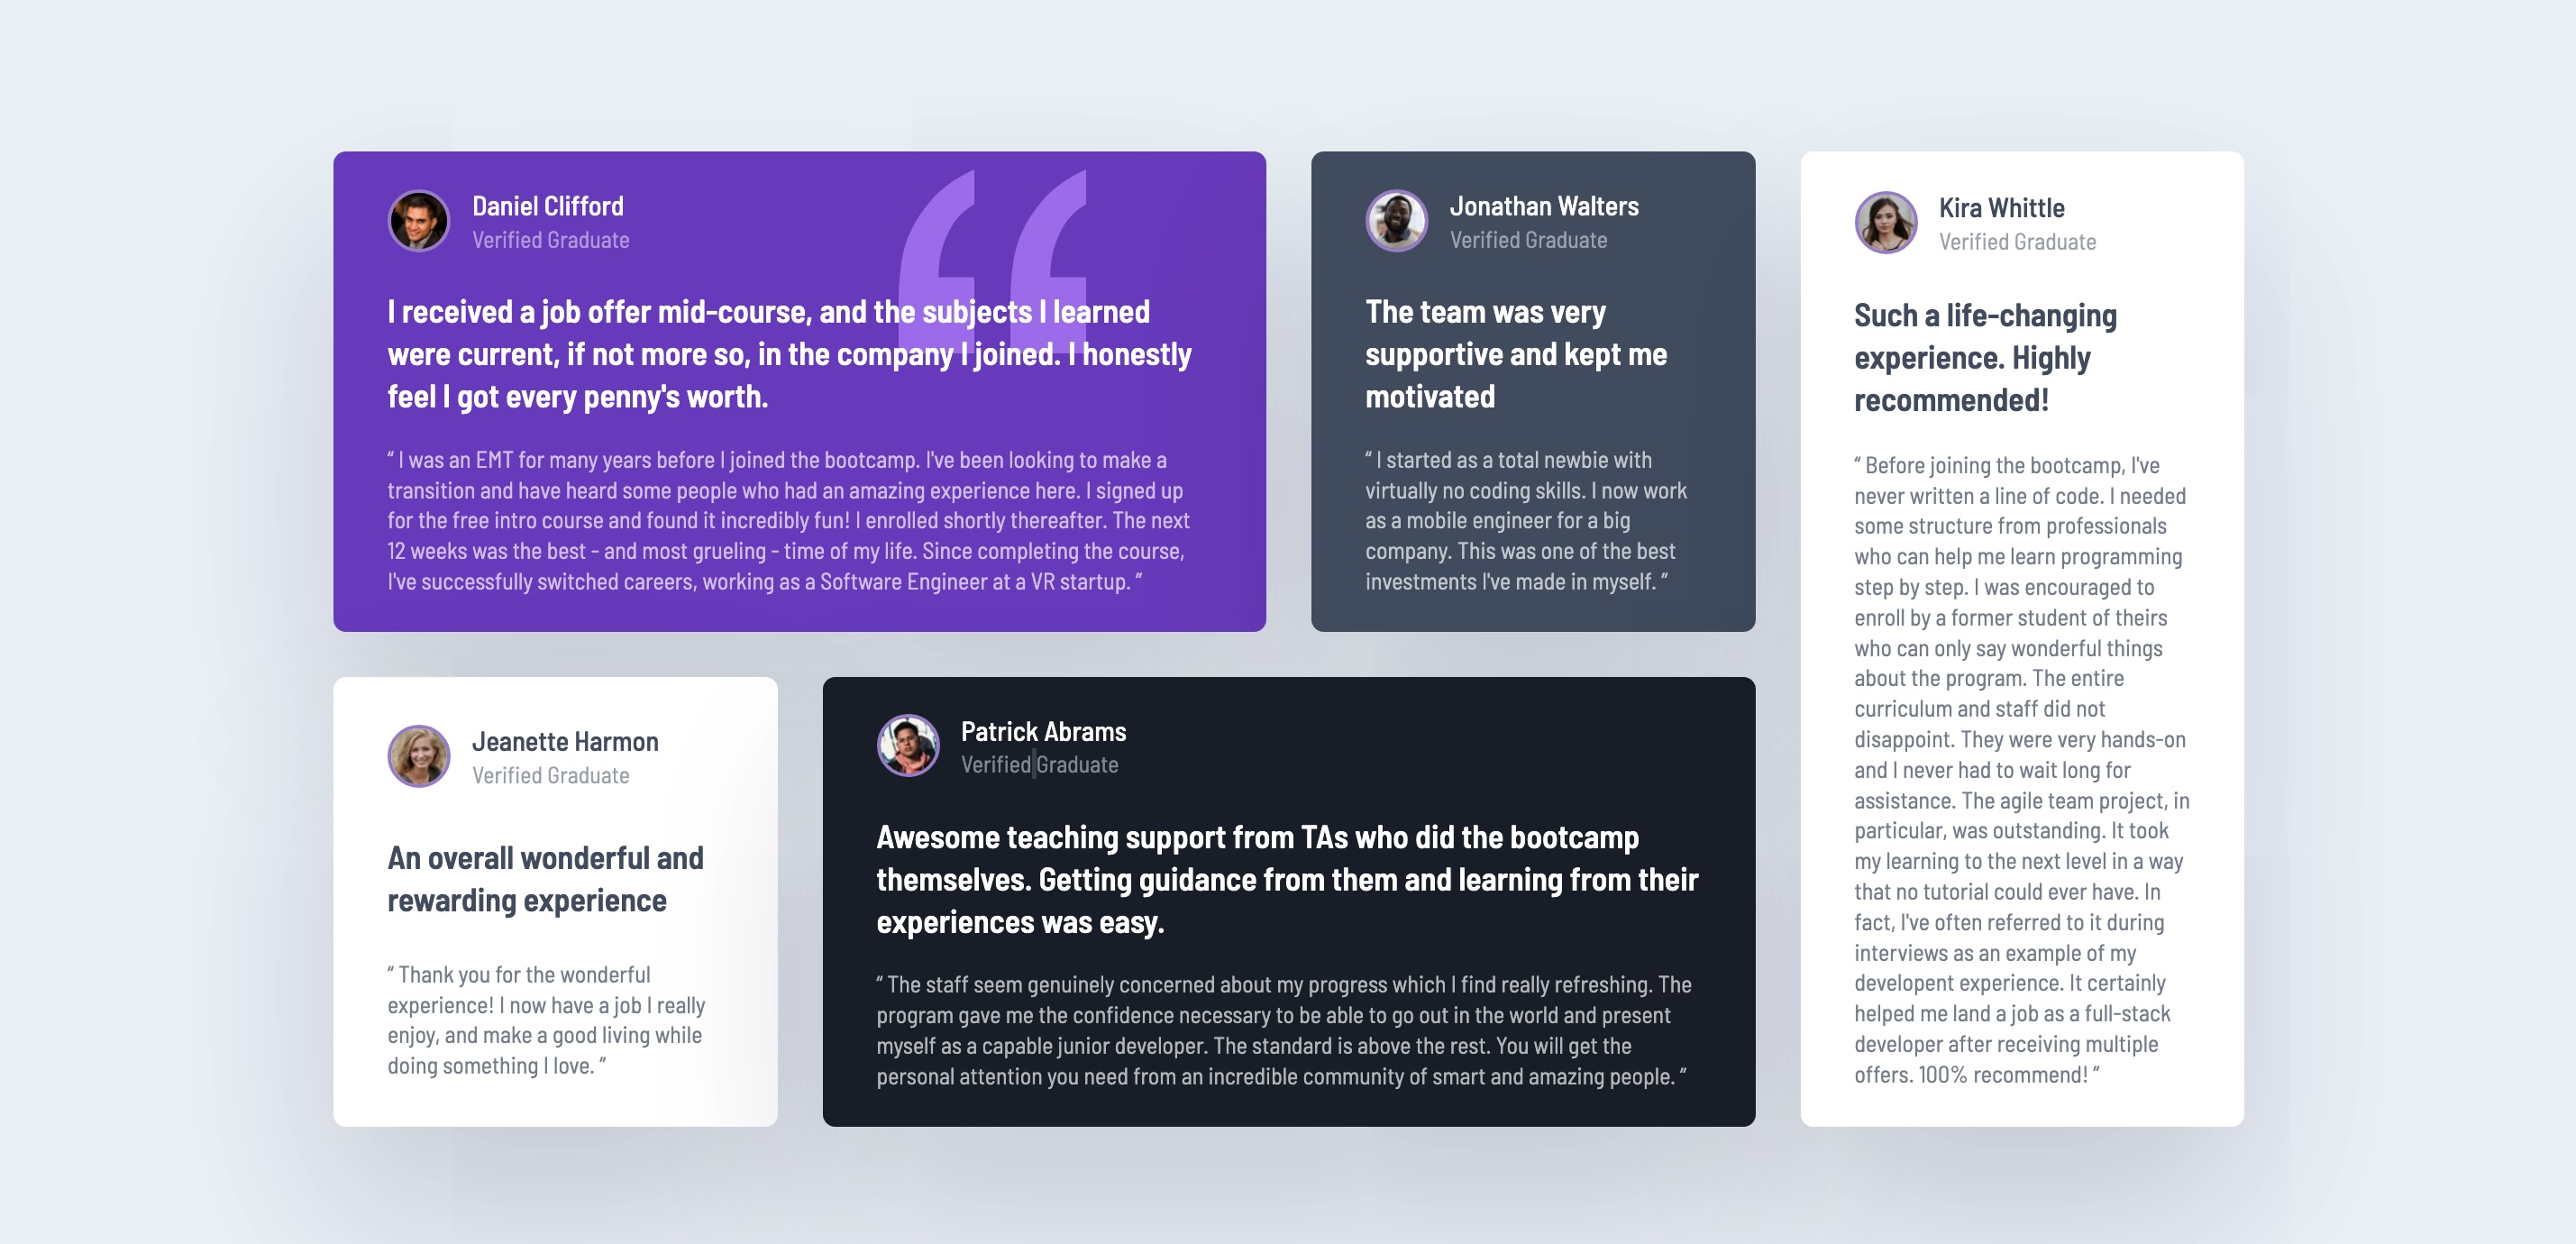 Daniel Clifford
Verified Graduate
I received a job offer mid-course, and the subjects I learned
were current, if not more so, in the company I joined. I honestly
feel I got every penny's worth.
“ I was an EMT for many years before I joined the bootcamp. I've been looking to make a
transition and have heard some people who had an amazing experience here. I signed up
for the free intro course and found it incredibly fun! I enrolled shortly thereafter. The next
12 weeks was the best - and most grueling - time of my life. Since completing the course,
I've successfully switched careers, working as a Software Engineer at a VR startup. ”
Jonathan Walters
Verified Graduate
The team was very
supportive and kept me
motivated
“ I started as a total newbie with
virtually no coding skills. I now work
as a mobile engineer for a big
company. This was one of the best
investments I've made in myself. ”
Kira Whittle
Verified Graduate
Such a life-changing
experience. Highly
recommended!
“ Before joining the bootcamp, I've
never written a line of code. I needed
some structure from professionals
who can help me learn programming
step by step. I was encouraged to
enroll by a former student of theirs
who can only say wonderful things
about the program. The entire
curriculum and staff did not
disappoint. They were very hands-on
and I never had to wait long for
assistance. The agile team project, in
particular, was outstanding. It took
my learning to the next level in a way
that no tutorial could ever have. In
fact, I've often referred to it during
interviews as an example of my
developent experience. It certainly
helped me land a job as a full-stack
developer after receiving multiple
offers. 100% recommend! “
Jeanette Harmon
Verified Graduate
An overall wonderful and
rewarding experience
“ Thank you for the wonderful
experience! I now have a job I really
enjoy, and make a good living while
doing something I love. ”
Patrick Abrams
Verified Graduate
Awesome teaching support from TAs who did the bootcamp
themselves. Getting guidance from them and learning from their
experiences was easy.
“ The staff seem genuinely concerned about my progress which I find really refreshing. The
program gave me the confidence necessary to be able to go out in the world and present
myself as a capable junior developer. The standard is above the rest. You will get the
personal attention you need from an incredible community of smart and amazing people. ”